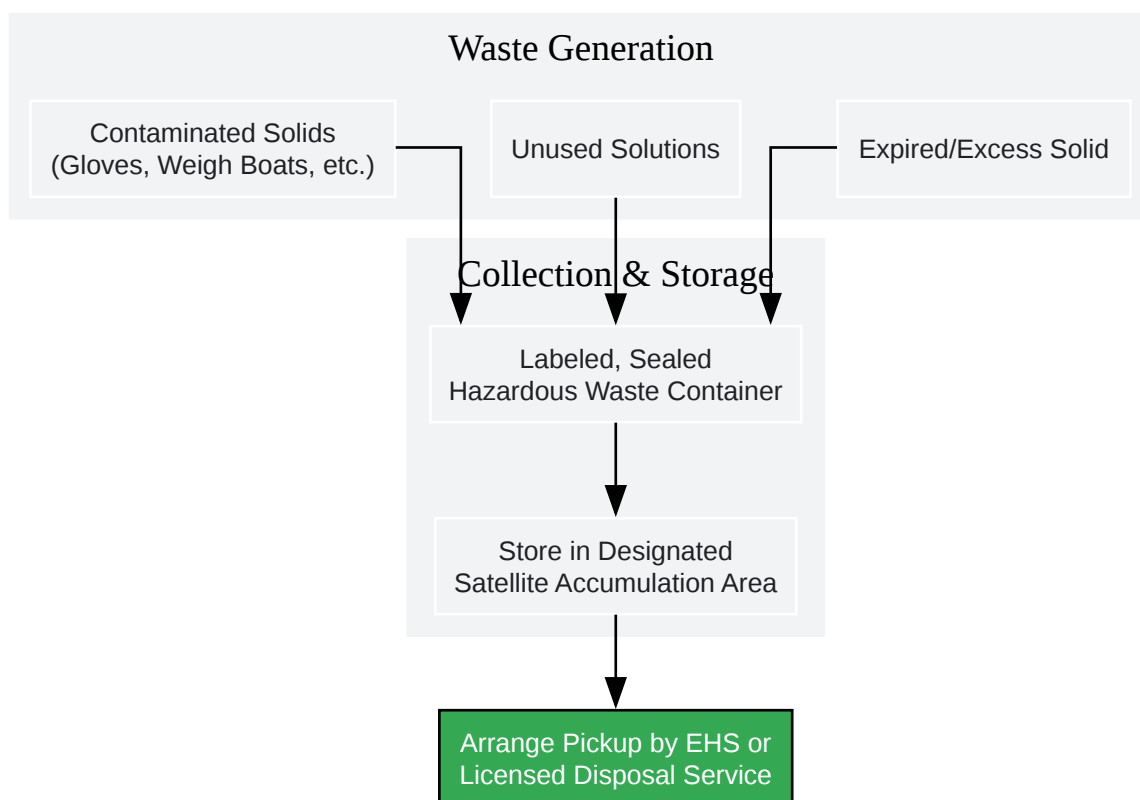 Waste Generation
Contaminated Solids
(Gloves, Weigh Boats, etc.)
Unused Solutions
Expired/Excess Solid
Collection & Storage
Labeled, Sealed
Hazardous Waste Container
Store in Designated
Satellite Accumulation Area
Arrange Pickup by EHS or
Licensed Disposal Service